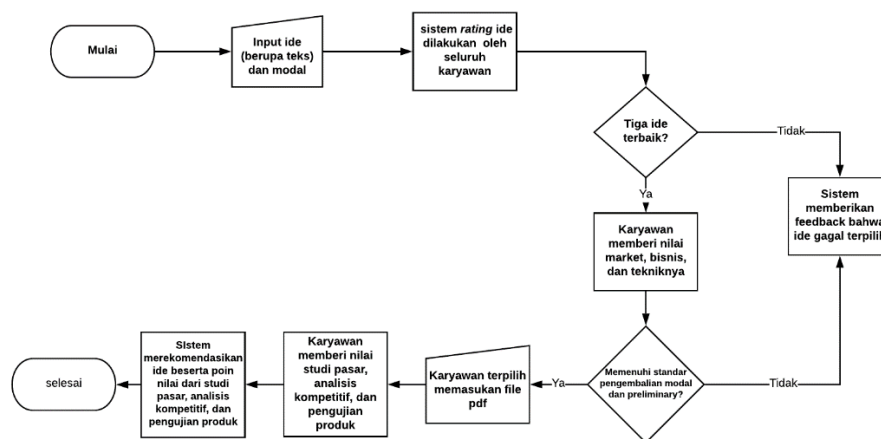 Mulai
Input ide
(berupa teks)
dan modal
sistem rating ide
dilakukan oleh
seluruh
karyawan
Tiga ide
terbaik?
Tidak
Ya
Sistem
memberikan
feedback bahwa
ide gagal terpilih
Karyawan
memberi nilai
market, bisnis,
dan tekniknya
Memenuhi standar
pengembalian modal
dan preliminary?
Tidak
Ya
Karyawan terpilih
memasukan file
pdf
Karyawan
memberi nilai
studi pasar,
analisis
kompetitif, dan
pengujian
produk
SIstem
merekomendasikan
ide beserta poin
nilai dari studi
pasar, analisis
kompetitif, dan
pengujian produk
selesai